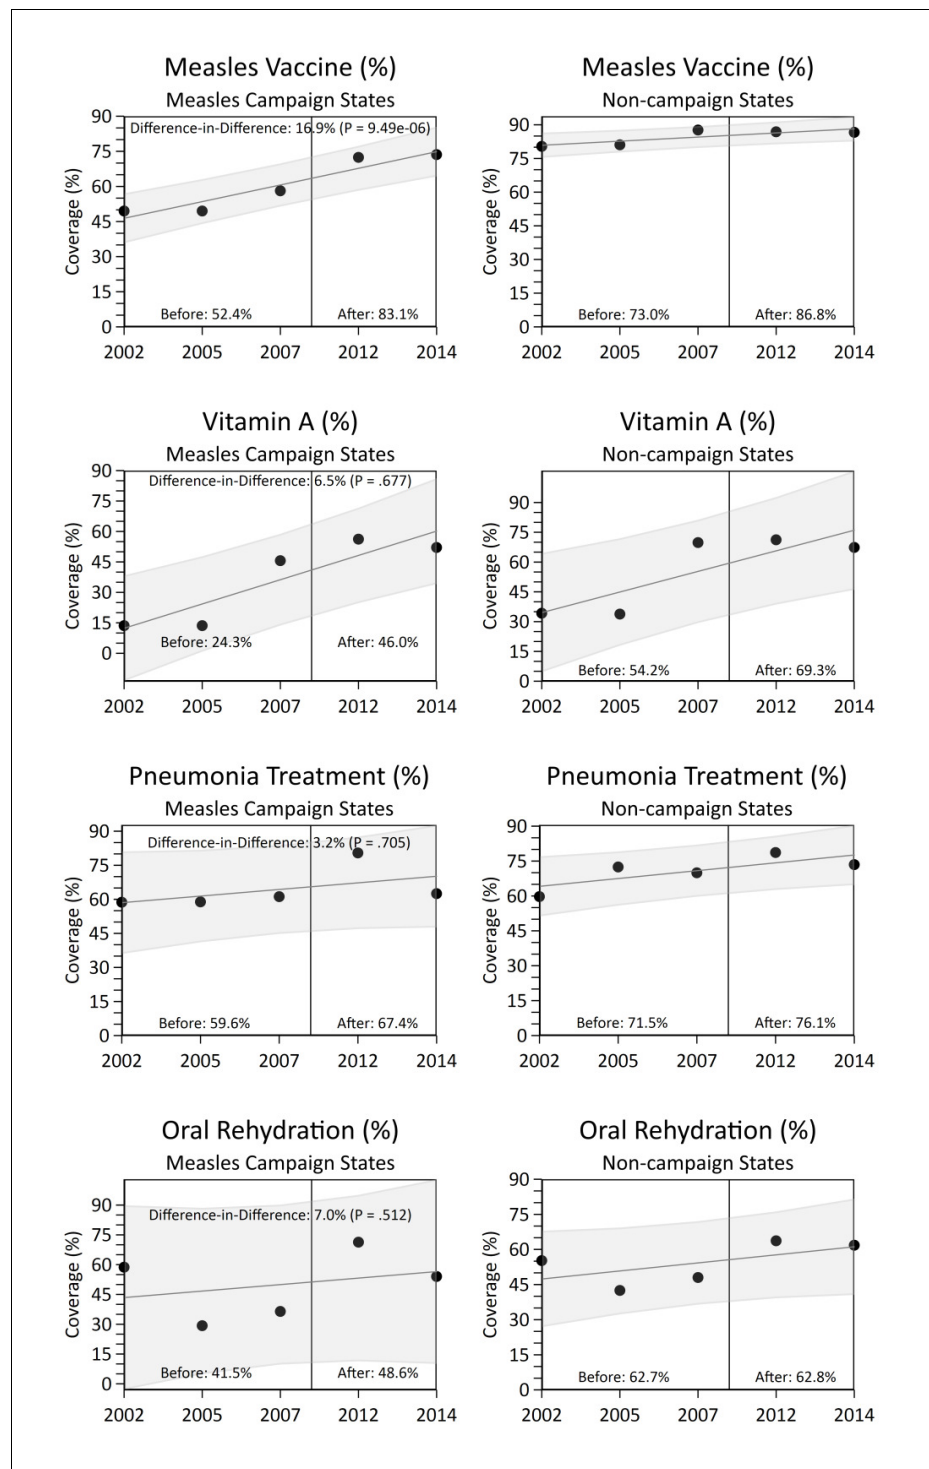 Measles Vaccine (%)
Measles Campaign States
Difference-in-Difference: 16.9% (P = 9.49e-06)
90
75
60
45
30
15
0
Coverage (%)
Before: 52.4%
After: 83.1%
2002 2005 2007 2012 2014
Measles Vaccine (%)
Non-campaign States
90
75
60
45
30
15
0
Coverage (%)
Before: 73.0%
After: 86.8%
2002 2005 2007 2012 2014
Vitamin A (%)
Measles Campaign States
Difference-in-Difference: 6.5% (P = .677)
90
75
60
45
30
15
0
Coverage (%)
Before: 24.3%
After: 46.0%
2002 2005 2007 2012 2014
Vitamin A (%)
Non-campaign States
90
75
60
45
30
15
0
Coverage (%)
Before: 54.2%
After: 69.3%
2002 2005 2007 2012 2014
Pneumonia Treatment (%)
Measles Campaign States
Difference-in-Difference: 3.2% (P = .705)
90
75
60
45
30
15
0
Coverage (%)
Before: 59.6%
After: 67.4%
2002 2005 2007 2012 2014
Pneumonia Treatment (%)
Non-campaign States
90
75
60
45
30
15
0
Coverage (%)
Before: 71.5%
After: 76.1%
2002 2005 2007 2012 2014
Oral Rehydration (%)
Measles Campaign States
Difference-in-Difference: 7.0% (P = .512)
90
75
60
45
30
15
0
Coverage (%)
Before: 41.5%
After: 48.6%
2002 2005 2007 2012 2014
Oral Rehydration (%)
Non-campaign States
90
75
60
45
30
15
0
Coverage (%)
Before: 62.7%
After: 62.8%
2002 2005 2007 2012 2014